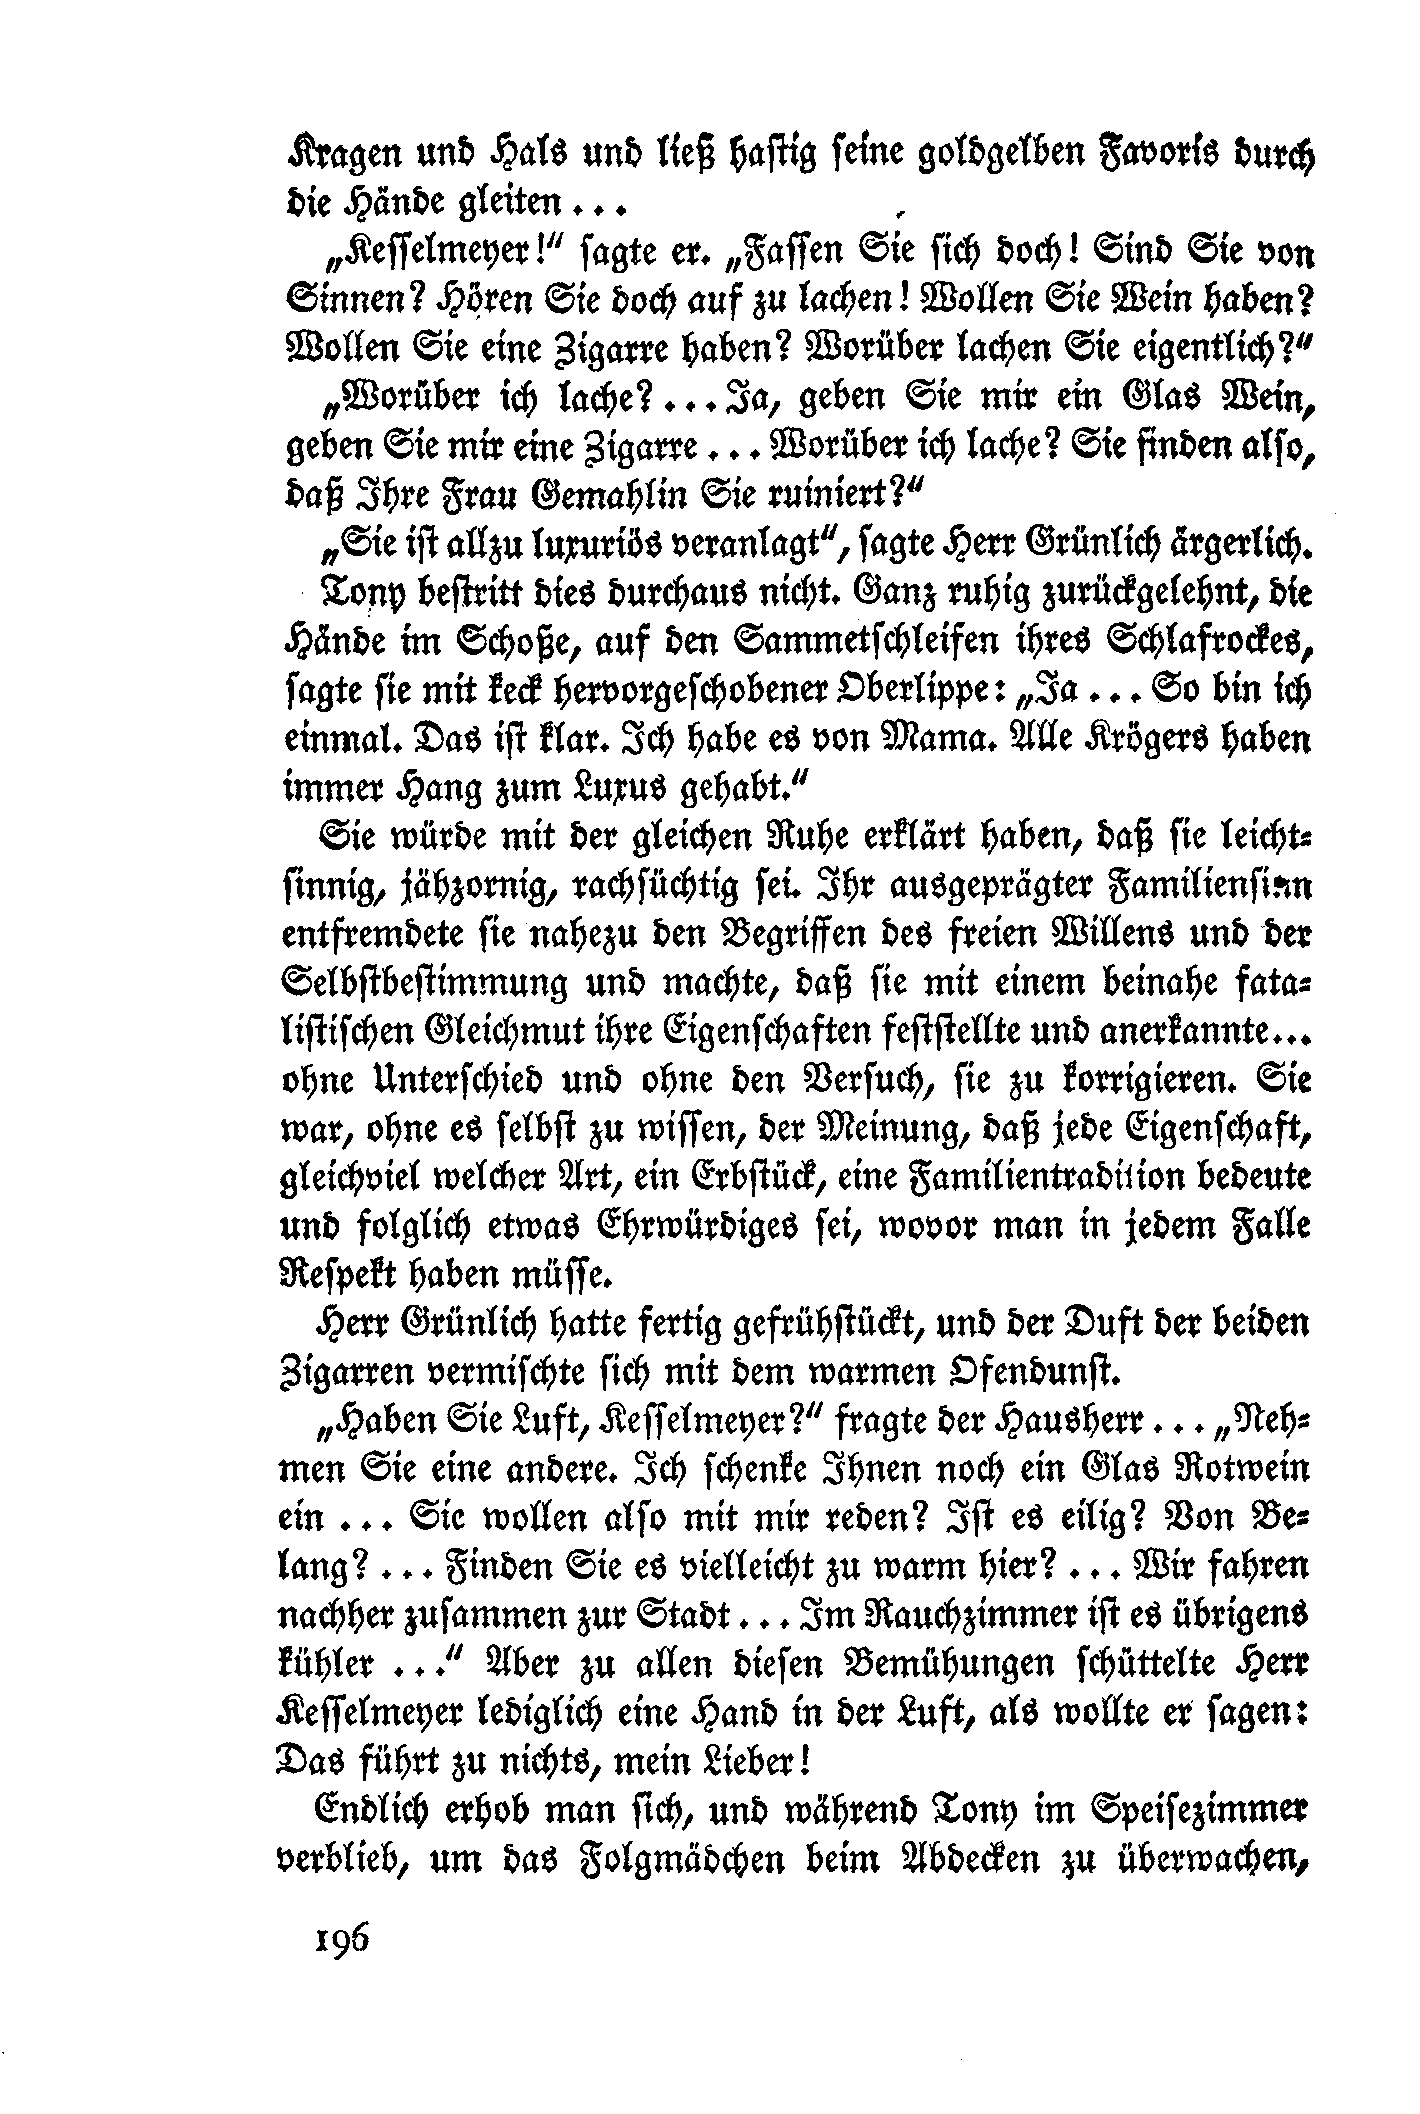 Kragen und Hals und ließ hastig seine goldgelben Favoris durch
die Hände gleiten . . .
„Kesselmeyer!“ sagte er. „Fassen Sie sich doch! Sind Sie von
Sinnen? Hören Sie doch auf zu lachen! Wollen Sie Wein haben?
Wollen Sie eine Zigarre haben? Worüber lachen Sie eigentlich?“
„Worüber ich lache? . . . Ja, geben Sie mir ein Glas Wein,
geben Sie mir eine Zigarre . . . Worüber ich lache? Sie finden also,
daß Ihre Frau Gemahlin Sie ruiniert?“
„Sie ist allzu luxuriös veranlagt“, sagte Herr Grünlich ärgerlich.
Tony bestritt dies durchaus nicht. Ganz ruhig zurückgelehnt, die
Hände im Schoße, auf den Sammetschleifen ihres Schlafrockes,
sagte sie mit keck hervorgeschobener Oberlippe: „Ja . . . So bin ich
einmal. Das ist klar. Ich habe es von Mama. Alle Krögers haben
immer Hang zum Luxus gehabt.“
Sie würde mit der gleichen Ruhe erklärt haben, daß sie leicht-
sinnig, jähzornig, rachsüchtig sei. Ihr ausgeprägter Familiensinn
entfremdete sie nahezu den Begriffen des freien Willens und der
Selbstbestimmung und machte, daß sie mit einem beinahe fata-
listischen Gleichmut ihre Eigenschaften feststellte und anerkannte...
ohne Unterschied und ohne den Versuch, sie zu korrigieren. Sie
war, ohne es selbst zu wissen, der Meinung, daß jede Eigenschaft,
gleichviel welcher Art, ein Erbstück, eine Familientradition bedeute
und folglich etwas Ehrwürdiges sei, wovor man in jedem Falle
Respekt haben müsse.
Herr Grünlich hatte fertig gefrühstückt, und der Duft der beiden
Zigarren vermischte sich mit dem warmen Ofendunst.
„Haben Sie Luft, Kesselmeyer?“ fragte der Hausherr . . . „Neh-
men Sie eine andere. Ich schenke Ihnen noch ein Glas Rotwein
ein . . . Sie wollen also mit mir reden? Ist es eilig? Von Be-
lang? . . . Finden Sie es vielleicht zu warm hier? . . . Wir fahren
nachher zusammen zur Stadt . . . Im Rauchzimmer ist es übrigens
kühler . . .“ Aber zu allen diesen Bemühungen schüttelte Herr
Kesselmeyer lediglich eine Hand in der Luft, als wollte er sagen:
Das führt zu nichts, mein Lieber!
Endlich erhob man sich, und während Tony im Speisezimmer
verblieb, um das Folgmädchen beim Abdecken zu überwachen,
196